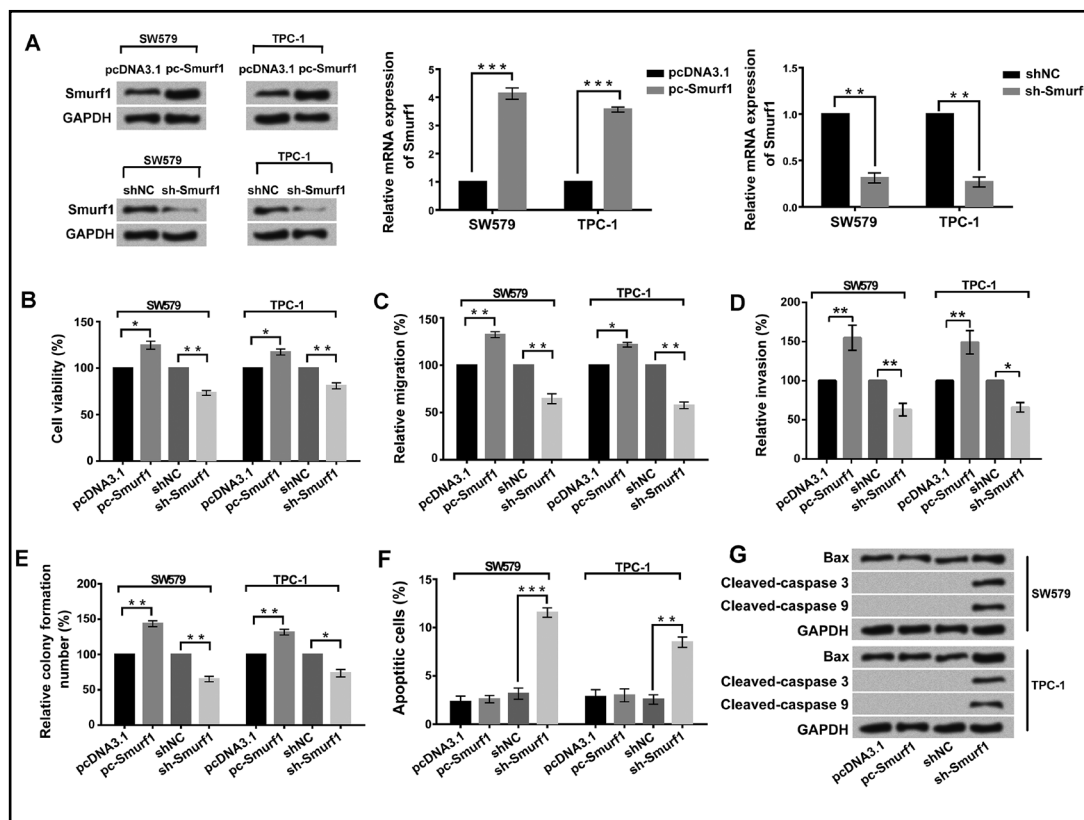 A
SW579
TPC-1
pcDNA3.1 pc-Smurf1
pcDNA3.1 pc-Smurf1
Smurf1
GAPDH
SW579
TPC-1
shNC sh-Smurf1
shNC sh-Smurf1
Smurf1
GAPDH
Relative mRNA expression
of Smurf1
5
4
3
2
1
0
***
***
SW579
TPC-1
pcDNA3.1
pc-Smurf1
Relative mRNA expression
of Smurf1
1.5
1.0
0.5
0.0
**
**
SW579
TPC-1
shNC
sh-Smurf
B
Cell viability (%)
150
100
50
0
SW579
TPC-1
*
**
*
**
pcDNA3.1
pc-Smurf1
shNC
sh-Smurf1
pcDNA3.1
pc-Smurf1
shNC
sh-Smurf1
C
Relative migration (%)
150
100
50
0
SW579
TPC-1
**
**
*
**
pcDNA3.1
pc-Smurf1
shNC
sh-Smurf1
pcDNA3.1
pc-Smurf1
shNC
sh-Smurf1
D
Relative invasion (%)
200
150
100
50
0
SW579
TPC-1
**
**
**
*
pcDNA3.1
pc-Smurf1
shNC
sh-Smurf1
pcDNA3.1
pc-Smurf1
shNC
sh-Smurf1
E
Relative colony formation
number (%)
200
150
100
50
0
SW579
TPC-1
**
**
**
*
pcDNA3.1
pc-Smurf1
shNC
sh-Smurf1
pcDNA3.1
pc-Smurf1
shNC
sh-Smurf1
F
Apoptitic cells (%)
15
10
5
0
SW579
TPC-1
***
**
pcDNA3.1
pc-Smurf1
shNC
sh-Smurf1
pcDNA3.1
pc-Smurf1
shNC
sh-Smurf1
G
Bax
Cleaved-caspase 3
Cleaved-caspase 9
GAPDH
SW579
Bax
Cleaved-caspase 3
Cleaved-caspase 9
GAPDH
TPC-1
pcDNA3.1
pc-Smurf1
shNC
sh-Smurf1